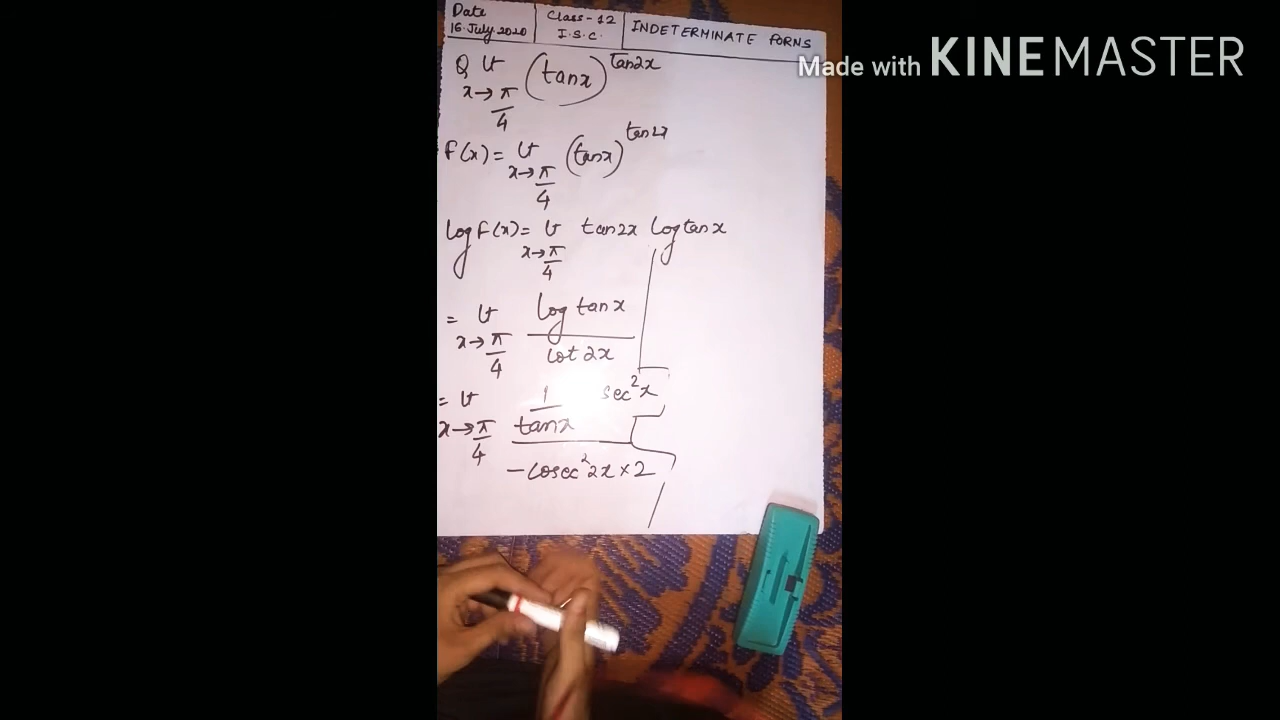 Date
16.July.2020
Class-12
I.S.C.
INDETERMINATE FORNS
Made with KINEMASTER
Q lt x→π/4 (tanx)^tan2x
F(x)= lt x→π/4 (tanx)^tan2x
log F(x)= lt x→π/4 tan2x log tanx
= lt x→π/4 log tanx / cot 2x
= lt x→π/4 1/tanx sec²x / -cosec²2x×2